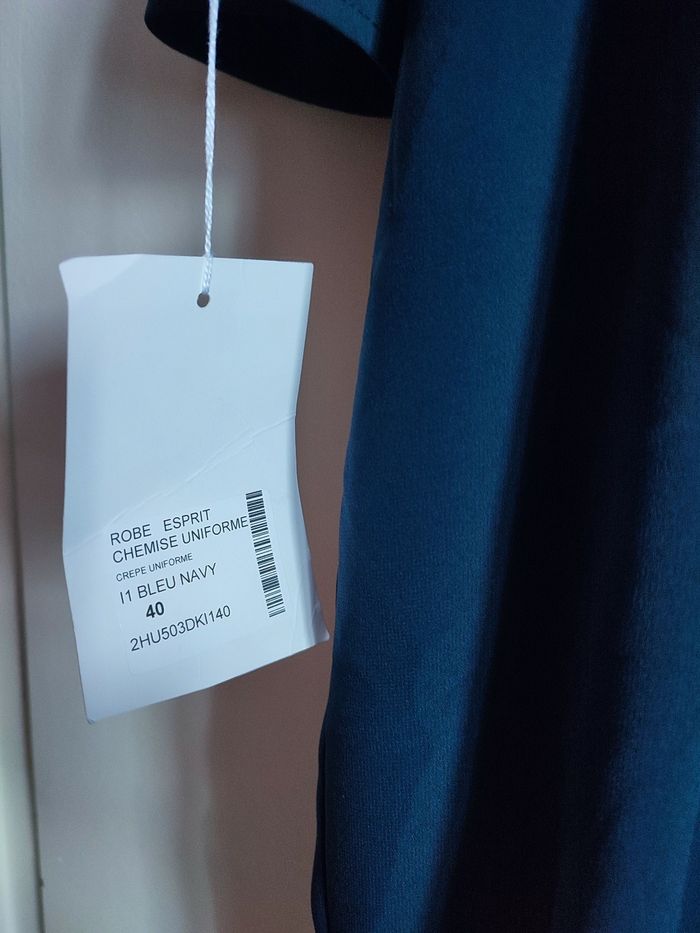 ROBE ESPRIT
CHEMISE UNIFORME
CREPE UNIFORME
I1 BLEU NAVY
40
2HU503DKI140